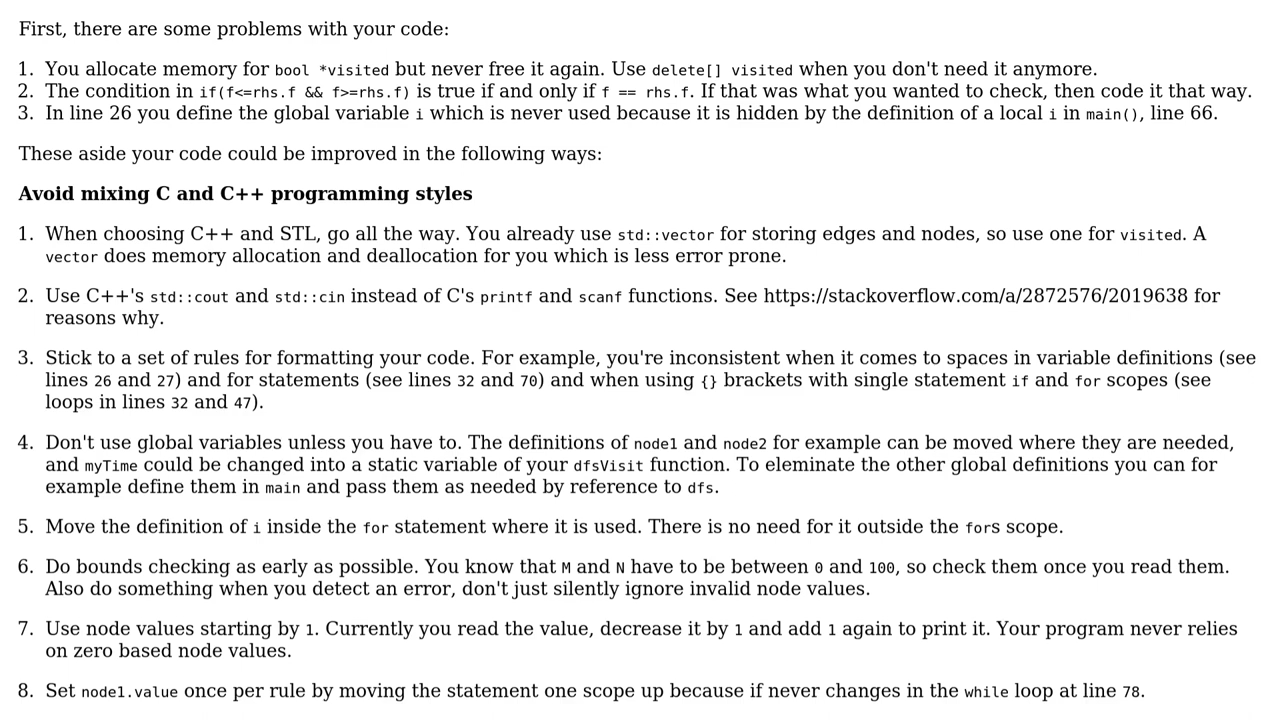 First, there are some problems with your code:
1. You allocate memory for bool *visited but never free it again. Use delete[] visited when you don't need it anymore.
2. The condition in if(f<=rhs.f && f>=rhs.f) is true if and only if f == rhs.f. If that was what you wanted to check, then code it that way.
3. In line 26 you define the global variable i which is never used because it is hidden by the definition of a local i in main(), line 66.
These aside your code could be improved in the following ways:
Avoid mixing C and C++ programming styles
1. When choosing C++ and STL, go all the way. You already use std::vector for storing edges and nodes, so use one for visited. A
vector does memory allocation and deallocation for you which is less error prone.
2. Use C++'s std::cout and std::cin instead of C's printf and scanf functions. See https://stackoverflow.com/a/2872576/2019638 for
reasons why.
3. Stick to a set of rules for formatting your code. For example, you're inconsistent when it comes to spaces in variable definitions (see
lines 26 and 27) and for statements (see lines 32 and 70) and when using {} brackets with single statement if and for scopes (see
loops in lines 32 and 47).
4. Don't use global variables unless you have to. The definitions of node1 and node2 for example can be moved where they are needed,
and myTime could be changed into a static variable of your dfsVisit function. To eleminate the other global definitions you can for
example define them in main and pass them as needed by reference to dfs.
5. Move the definition of i inside the for statement where it is used. There is no need for it outside the fors scope.
6. Do bounds checking as early as possible. You know that M and N have to be between 0 and 100, so check them once you read them.
Also do something when you detect an error, don't just silently ignore invalid node values.
7. Use node values starting by 1. Currently you read the value, decrease it by 1 and add 1 again to print it. Your program never relies
on zero based node values.
8. Set node1.value once per rule by moving the statement one scope up because if never changes in the while loop at line 78.